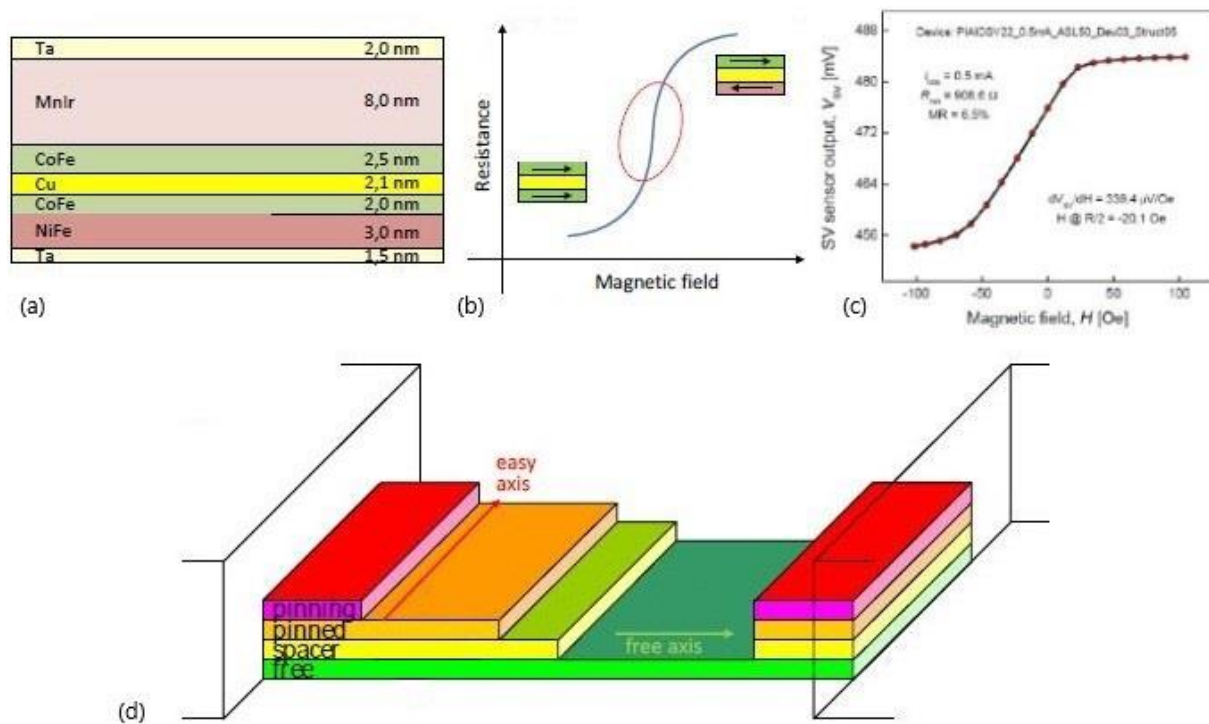 (a)
Ta 2,0 nm
MnIr 8,0 nm
CoFe 2,5 nm
Cu 2,1 nm
CoFe 2,0 nm
NiFe 3,0 nm
Ta 1,5 nm
(b)
Resistance
Magnetic field
(c)
488
480
472
464
456
SV sensor output, [mV]
= 0.5 mA
MR = 6.5%
H @ R/2 = -20.1 Oe
-100 -50 0 50 100
Magnetic field, H [Oe]
easy
axis
pinning
pinned
spacer
free
free axis
(d)